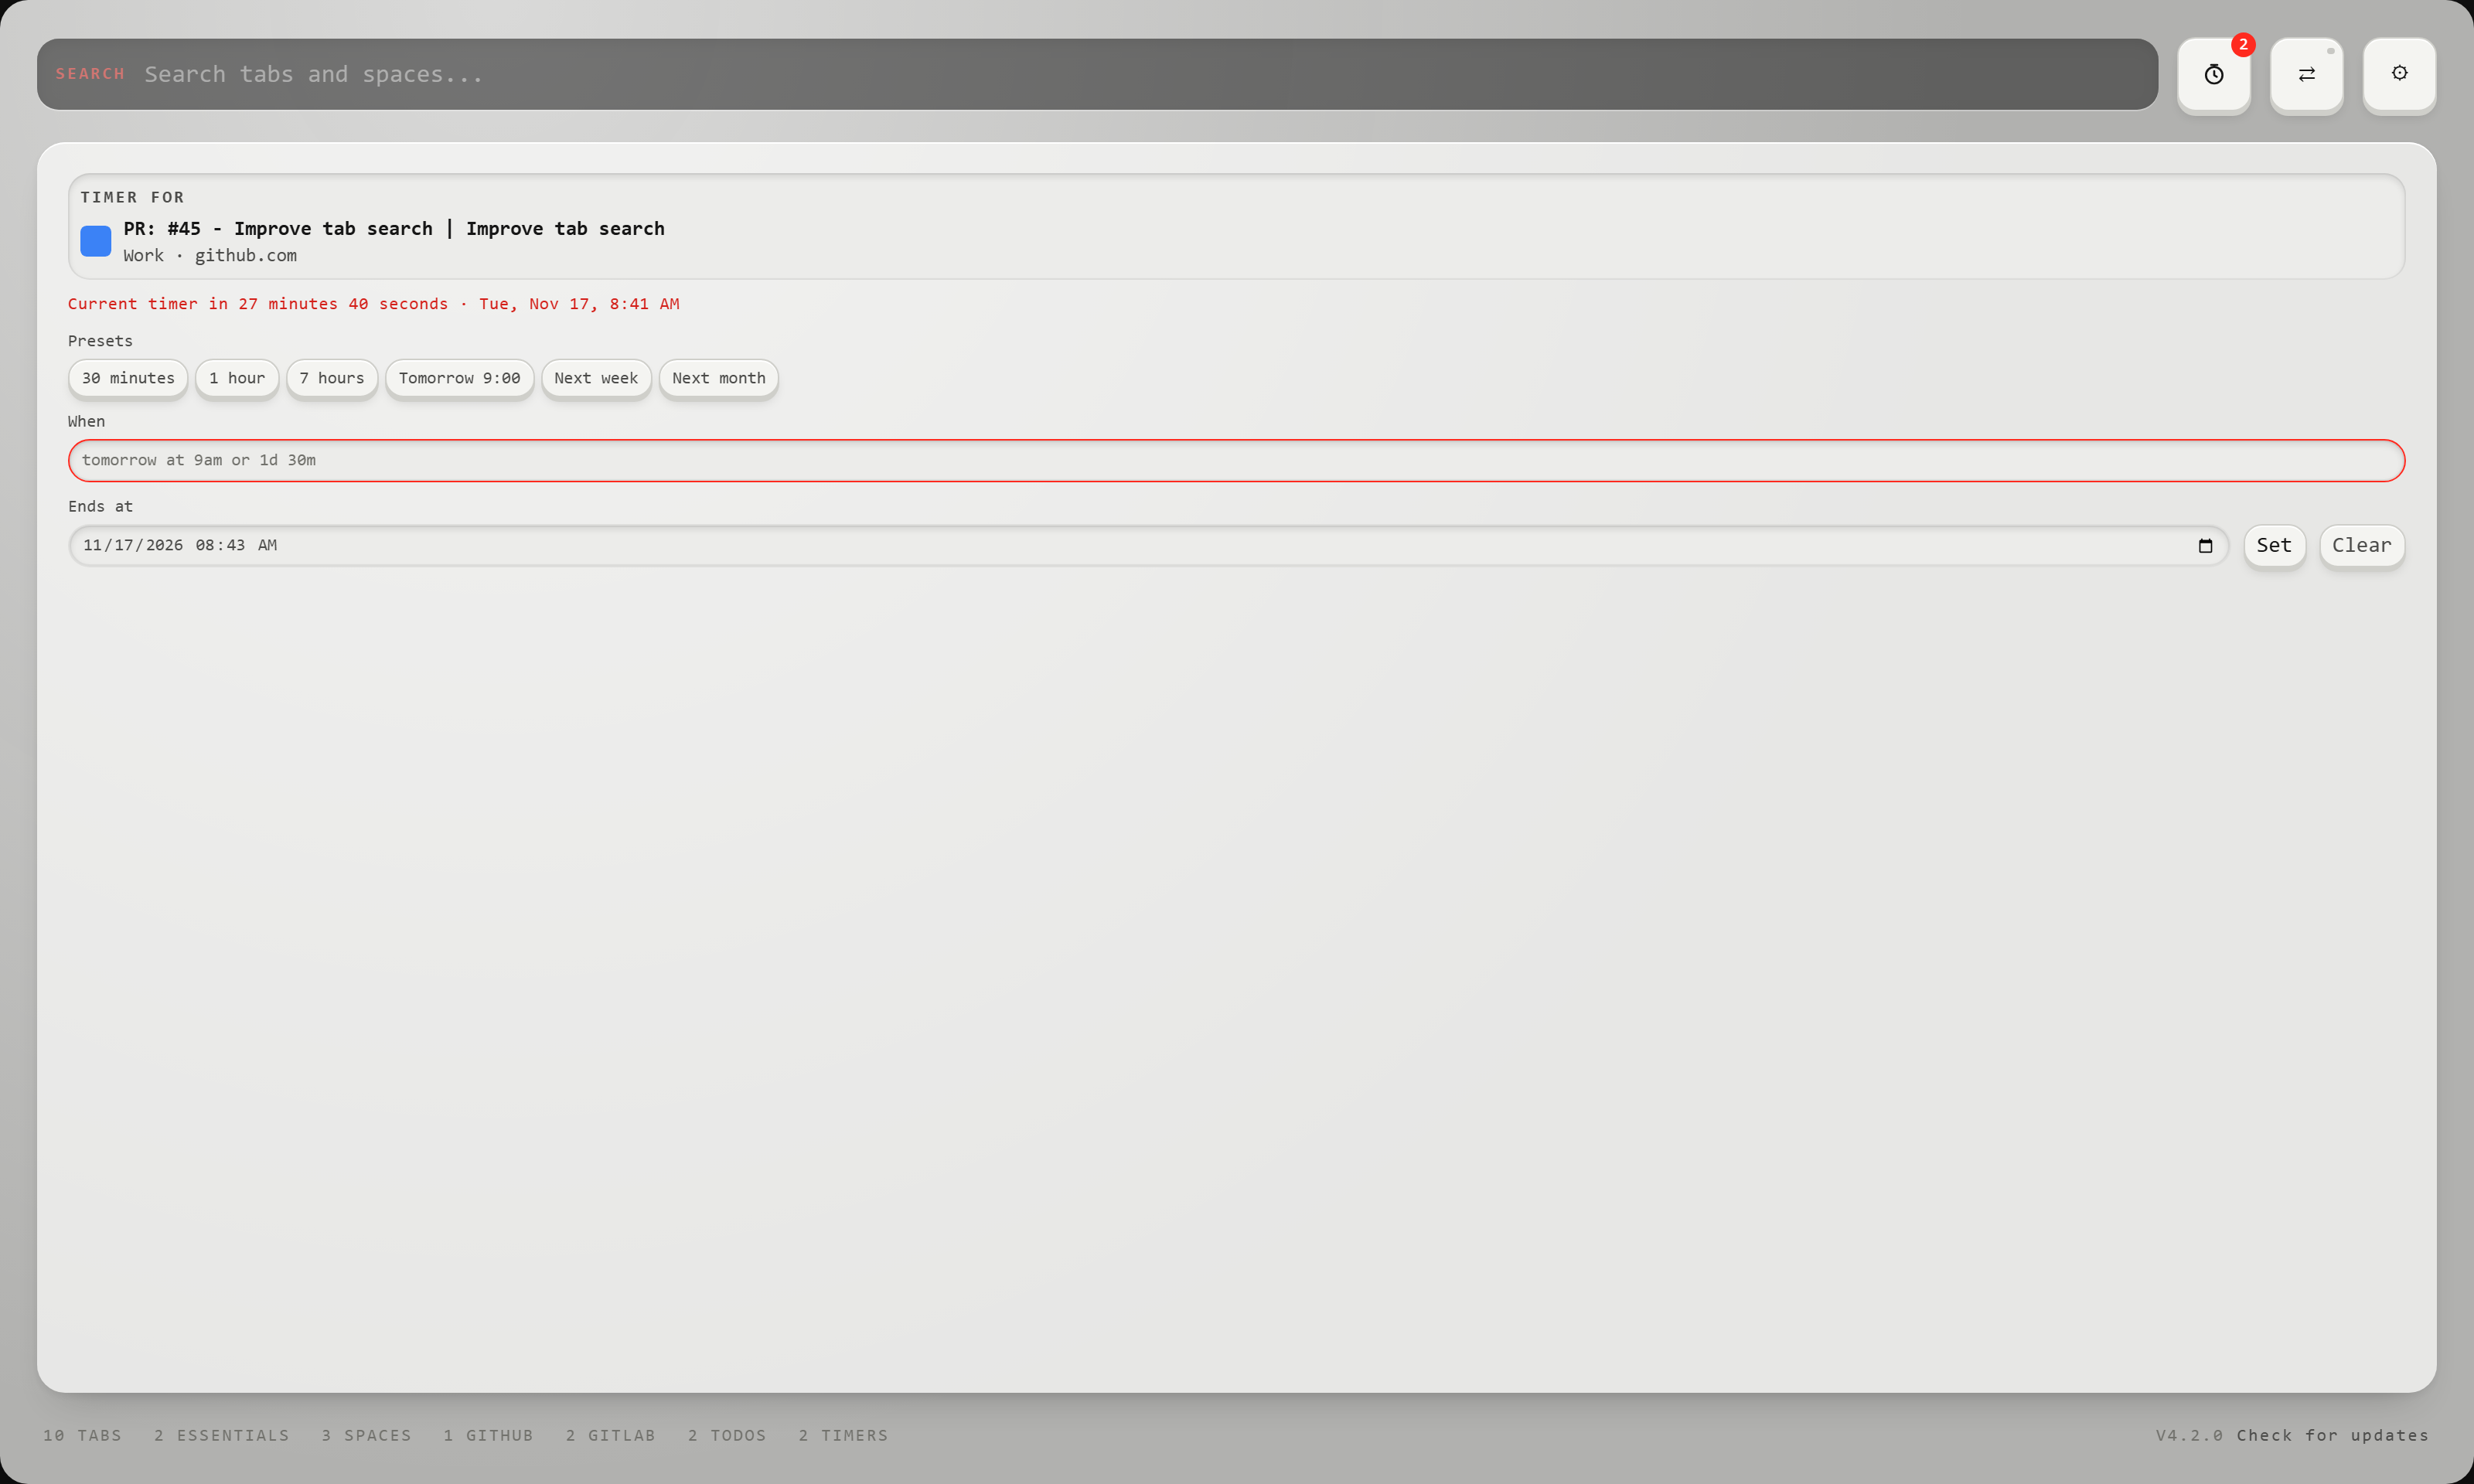 SEARCH Search tabs and spaces...
2
TIMER FOR
PR: #45 - Improve tab search | Improve tab search
Work · github.com
Current timer in 27 minutes 40 seconds · Tue, Nov 17, 8:41 AM
Presets
30 minutes 1 hour 7 hours Tomorrow 9:00 Next week Next month
When
tomorrow at 9am or 1d 30m
Ends at
11/17/2026 08:43 AM Set Clear
10 TABS 2 ESSENTIALS 3 SPACES 1 GITHUB 2 GITLAB 2 TODOS 2 TIMERS V4.2.0 Check for updates